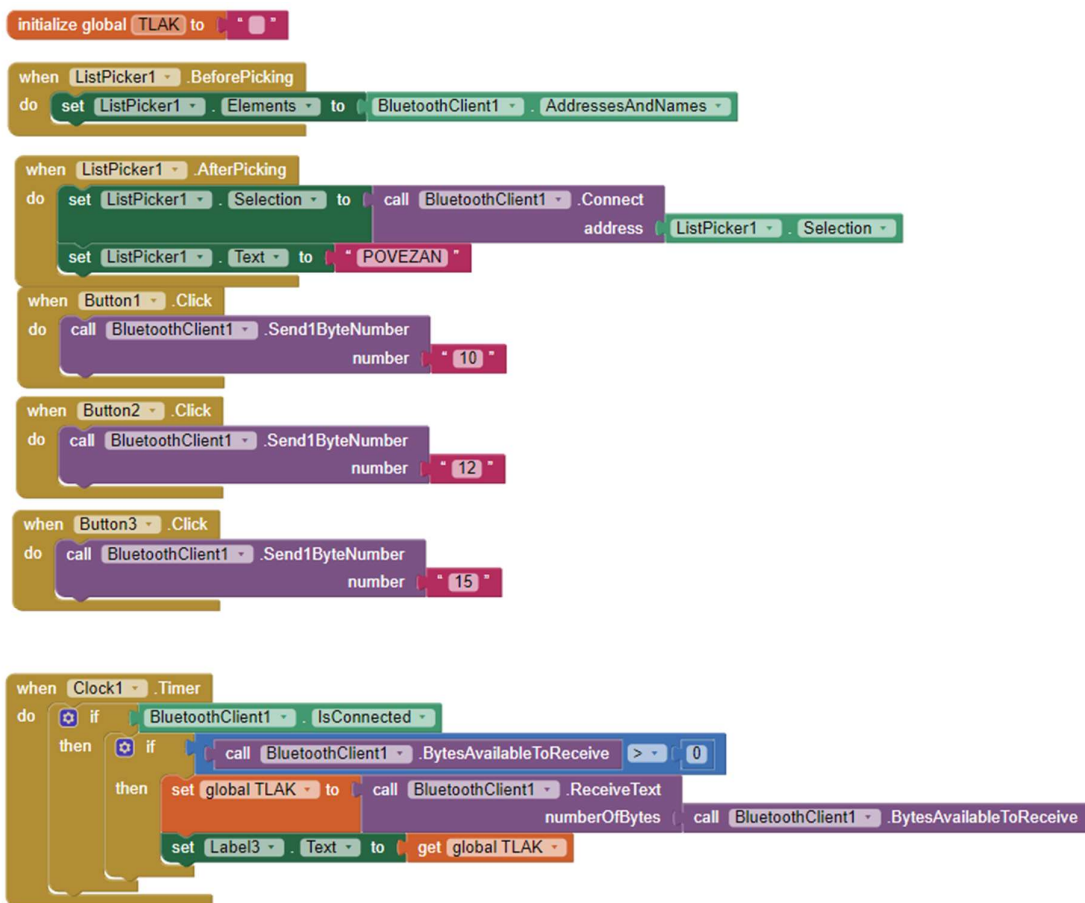 initialize global TLAK to " "
when ListPicker1 .BeforePicking
do set ListPicker1 . Elements to BluetoothClient1 . AddressesAndNames
when ListPicker1 .AfterPicking
do set ListPicker1 . Selection to call BluetoothClient1 .Connect
address ListPicker1 . Selection
set ListPicker1 . Text to " POVEZAN "
when Button1 .Click
do call BluetoothClient1 .Send1ByteNumber
number " 10 "
when Button2 .Click
do call BluetoothClient1 .Send1ByteNumber
number " 12 "
when Button3 .Click
do call BluetoothClient1 .Send1ByteNumber
number " 15 "
when Clock1 .Timer
do if BluetoothClient1 . IsConnected
then if call BluetoothClient1 .BytesAvailableToReceive > 0
then set global TLAK to call BluetoothClient1 .ReceiveText
numberOfBytes call BluetoothClient1 .BytesAvailableToReceive
set Label3 . Text to get global TLAK